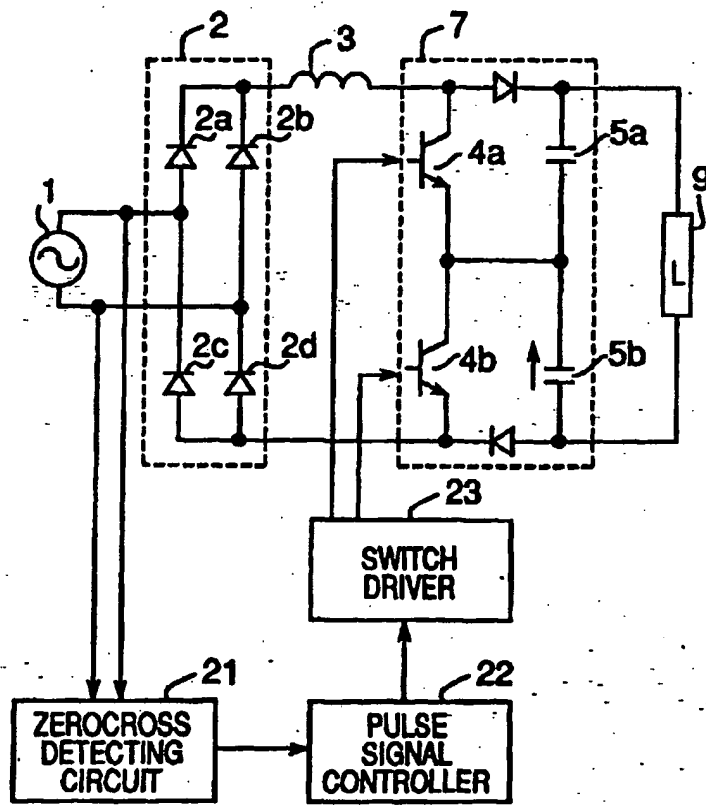 2
3
7
2a
2b
4a
5a
1
9
L
2c
2d
4b
5b
23
SWITCH
DRIVER
21
22
ZEROCROSS
DETECTING
CIRCUIT
PULSE
SIGNAL
CONTROLLER